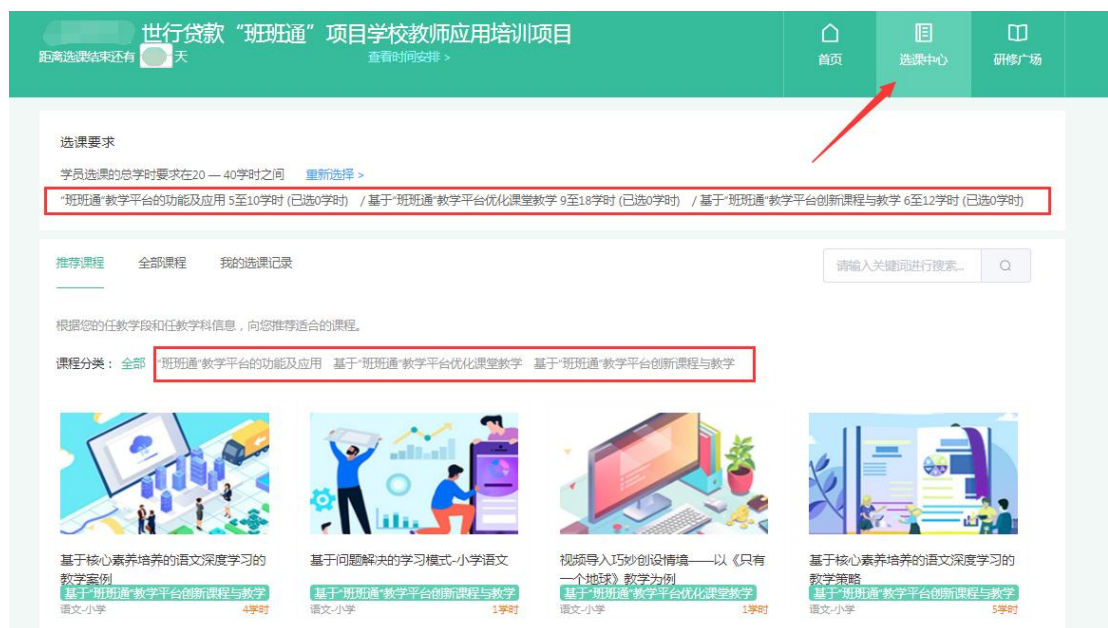 世行贷款“班班通”项目学校教师应用培训项目
距离选课结束还有 天
查看时间安排 >
首页
选课中心
研修广场
选课要求
学员选课的总学时要求在20 — 40学时之间 重新选择 >
“班班通”教学平台的功能及应用 5至10学时 (已选0学时) / 基于“班班通”教学平台优化课堂教学 9至18学时 (已选0学时) / 基于“班班通”教学平台创新课程与教学 6至12学时 (已选0学时)
推荐课程 全部课程 我的选课记录
请输入关键词进行搜索...
根据您的任教学段和任教学科信息，向您推荐适合的课程。
课程分类： 全部 “班班通”教学平台的功能及应用 基于“班班通”教学平台优化课堂教学 基于“班班通”教学平台创新课程与教学
基于核心素养培养的语文深度学习的
教学案例
基于“班班通”教学平台创新课程与教学
语文-小学 4学时
基于问题解决的学习模式-小学语文
基于“班班通”教学平台创新课程与教学
语文-小学 1学时
视频导入巧妙创设情境——以《只有
一个地球》教学为例
基于“班班通”教学平台优化课堂教学
语文-小学 1学时
基于核心素养培养的语文深度学习的
教学策略
基于“班班通”教学平台创新课程与教学
语文-小学 5学时